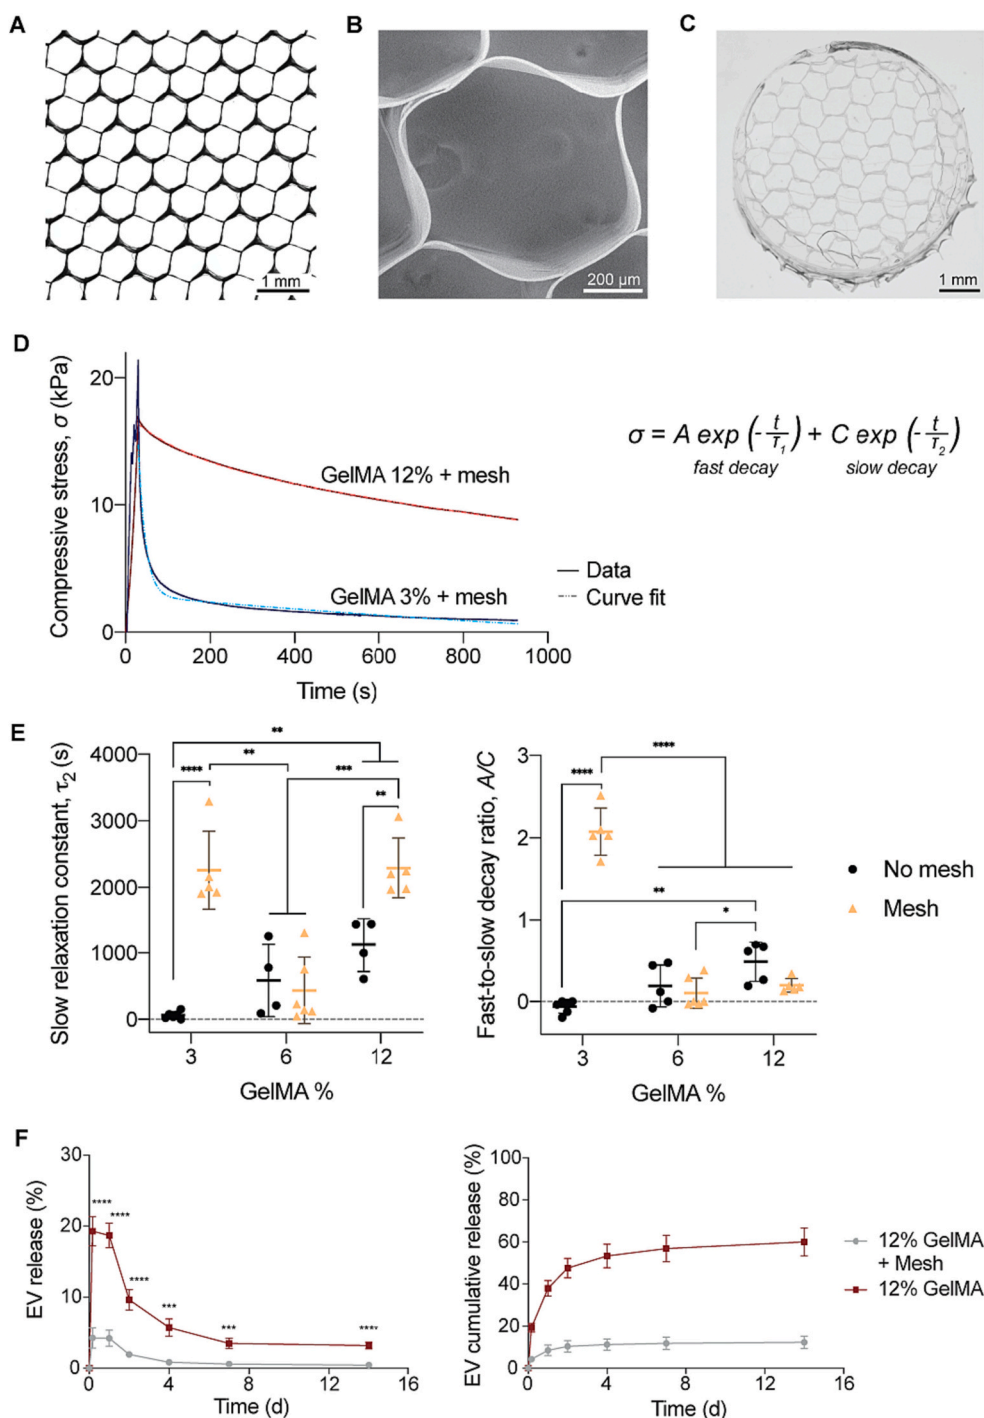 A
B
C
1 mm
200 µm
1 mm
D
Compressive stress, σ (kPa)
20
10
0
0
200
400
600
800
1000
Time (s)
GelMA 12% + mesh
GelMA 3% + mesh
Data
Curve fit
σ = A exp (-t/τ1) + C exp (-t/τ2)
fast decay
slow decay
E
Slow relaxation constant, τ2 (s)
4000
3000
2000
1000
0
**
**
****
***
**
3
6
12
GelMA %
Fast-to-slow decay ratio, A/C
3
2
1
0
****
****
**
*
3
6
12
GelMA %
No mesh
Mesh
F
EV release (%)
30
20
10
0
****
****
****
***
***
****
0
4
8
12
16
Time (d)
EV cumulative release (%)
100
80
60
40
20
0
0
4
8
12
16
Time (d)
12% GelMA
+ Mesh
12% GelMA